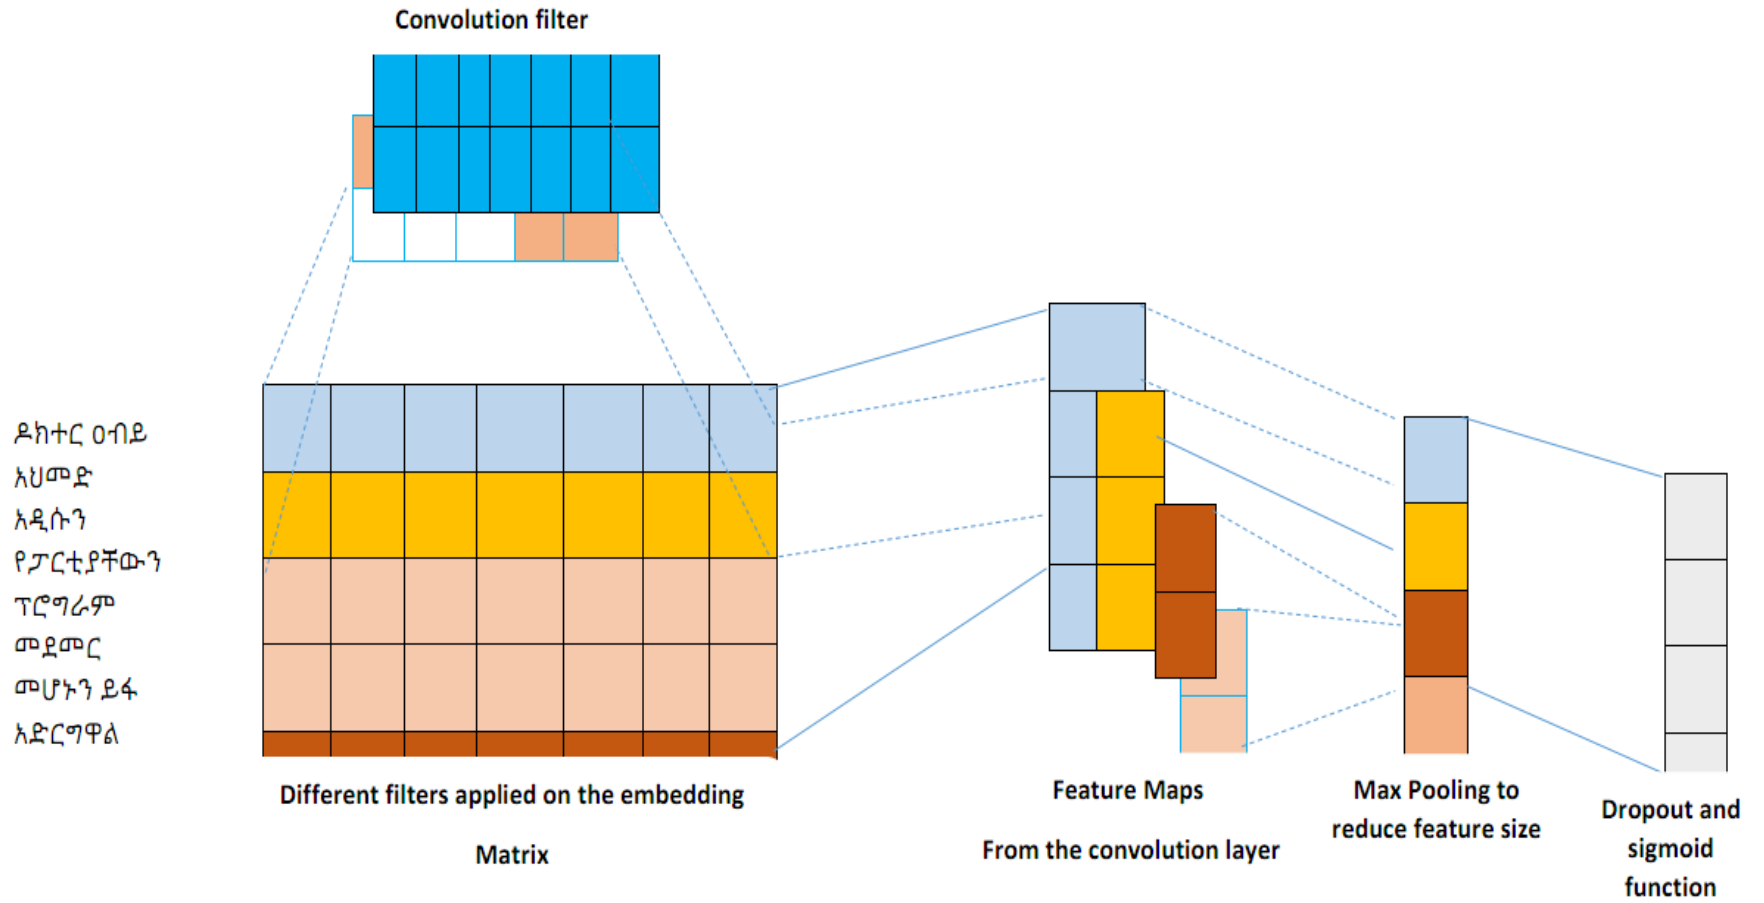 Convolution filter
ዶክተር ዐብይ
አህመድ
አዲሱን
የፓርቲያቸውን
ፕሮግራም
መደመር
መሆኑን ይፋ
አድርግዋል
Different filters applied on the embedding
Matrix
Feature Maps
From the convolution layer
Max Pooling to
reduce feature size
Dropout and
sigmoid
function